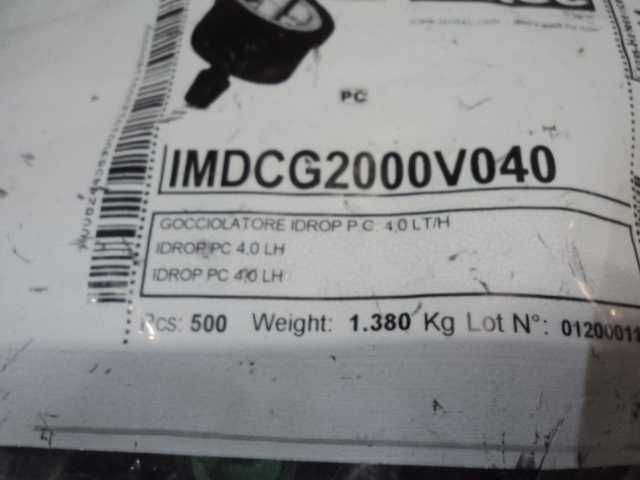 PC
IMDCG2000V040
GOCCIOLATORE IDROP P.C. 4,0 LT/H
IDROP PC 4,0 LH
IDROP PC 4,0 LH
Pcs: 500 Weight: 1.380 Kg Lot N°: 01200011